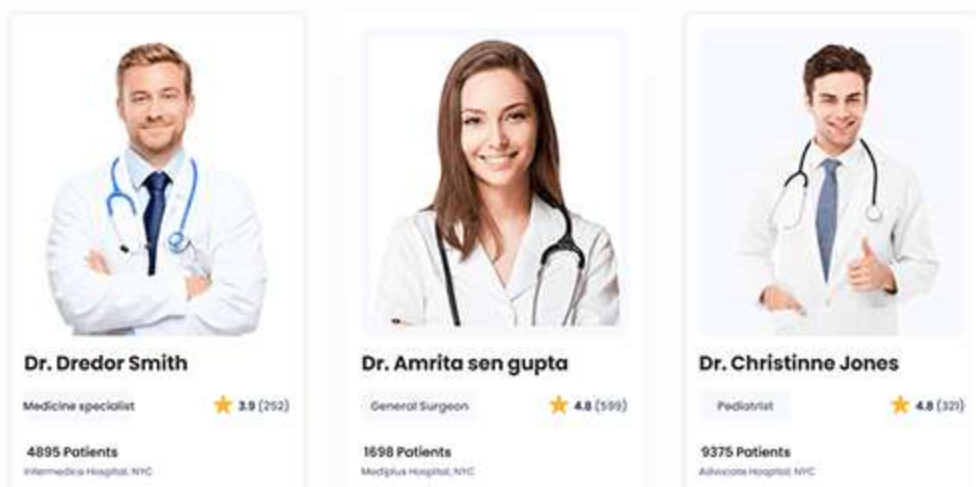 Dr. Dredor Smith
Medicine specialist
3.9 (252)
4895 Patients
Intermedica Hospital, NYC
Dr. Amrita sen gupta
General Surgeon
4.8 (599)
1698 Patients
Mediplus Hospital, NYC
Dr. Christinne Jones
Pediatrist
4.8 (321)
9375 Patients
Advocate Hospital, NYC